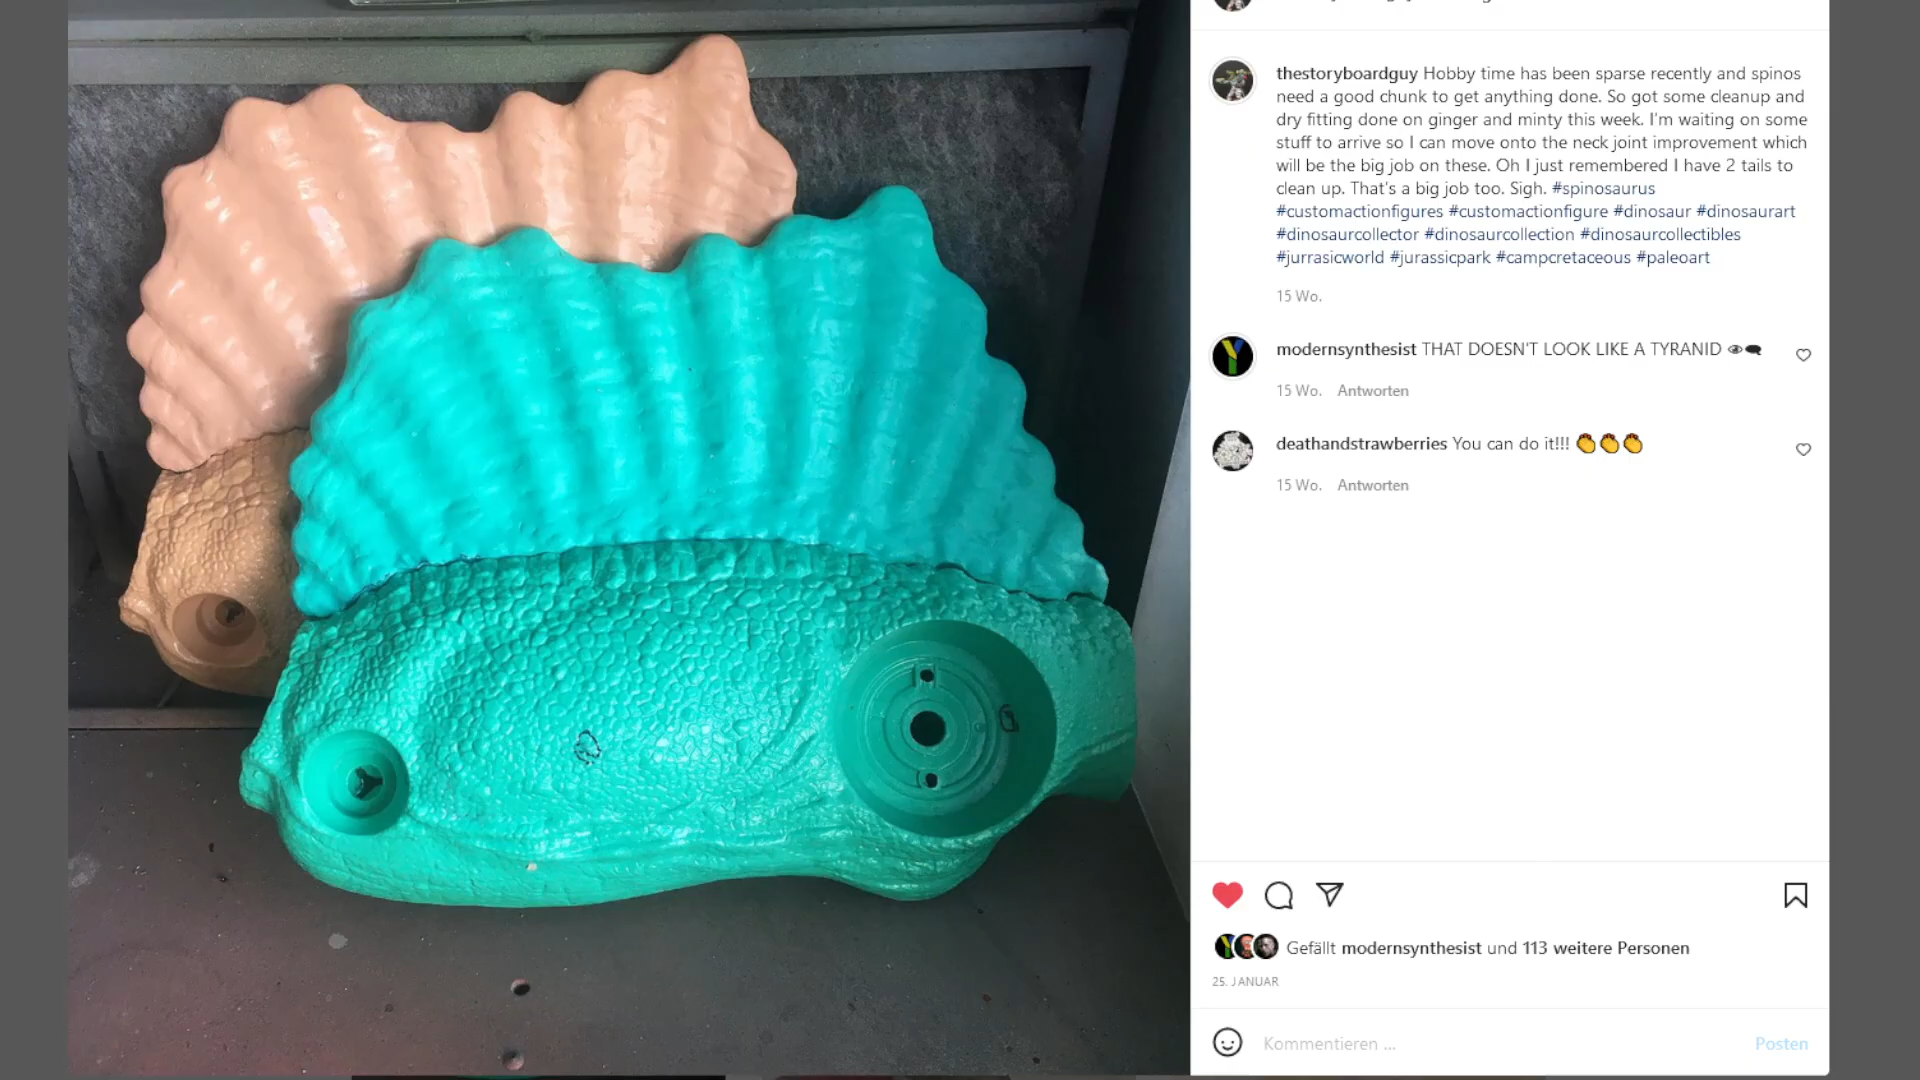 thestoryboardguy Hobby time has been sparse recently and spinos
need a good chunk to get anything done. So got some cleanup and
dry fitting done on ginger and minty this week. I'm waiting on some
stuff to arrive so I can move onto the neck joint improvement which
will be the big job on these. Oh I just remembered I have 2 tails to
clean up. That's a big job too. Sigh. #spinosaurus
#customactionfigures #customactionfigure #dinosaur #dinosaurart
#dinosaurcollector #dinosaurcollection #dinosaurcollectibles
#jurrasicworld #jurassicpark #campcretaceous #paleoart
15 Wo.
modernsynthesist THAT DOESN'T LOOK LIKE A TYRANID 👁️‍🗨️
15 Wo. Antworten
deathandstrawberries You can do it!!! 👏👏👏
15 Wo. Antworten
Gefällt modernsynthesist und 113 weitere Personen
25. JANUAR
Kommentieren ... Posten